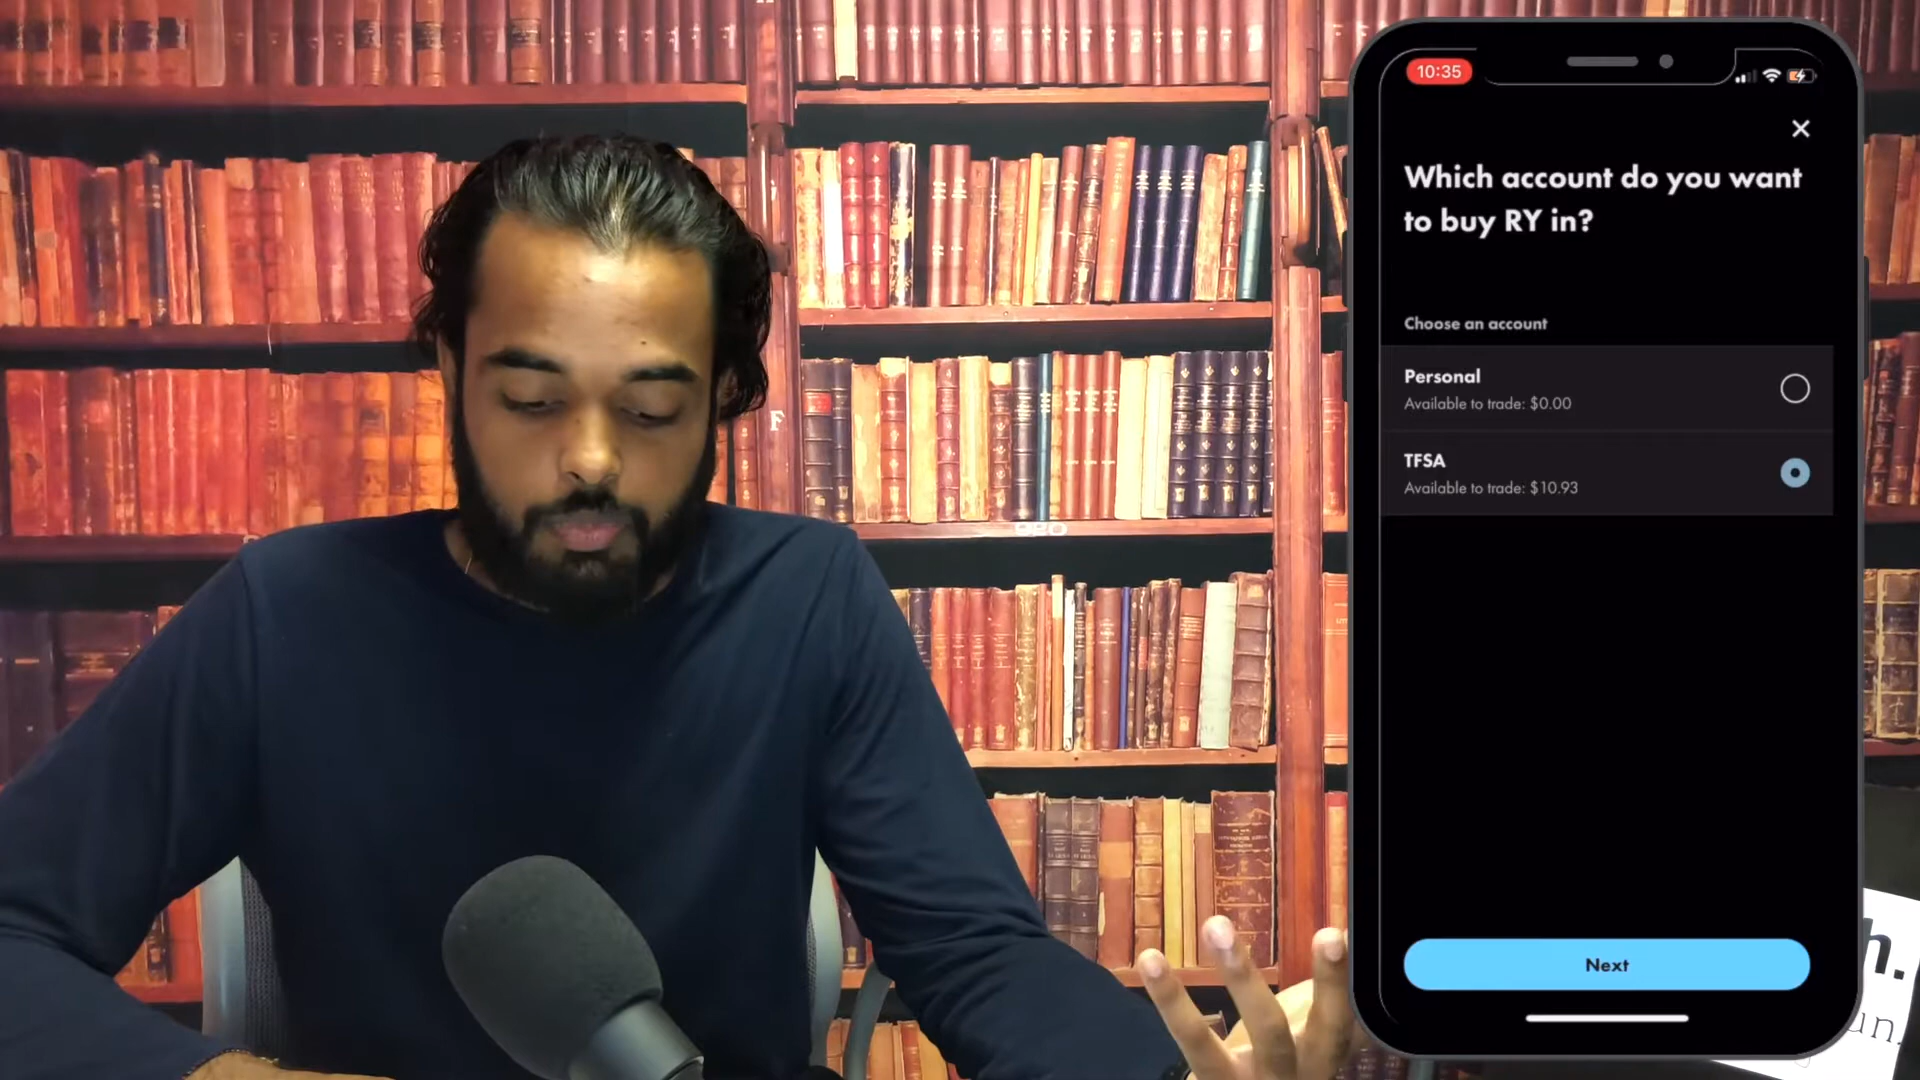 10:35
Which account do you want
to buy RY in?
Choose an account
Personal
Available to trade: $0.00
TFSA
Available to trade: $10.93
Next
h.
un.